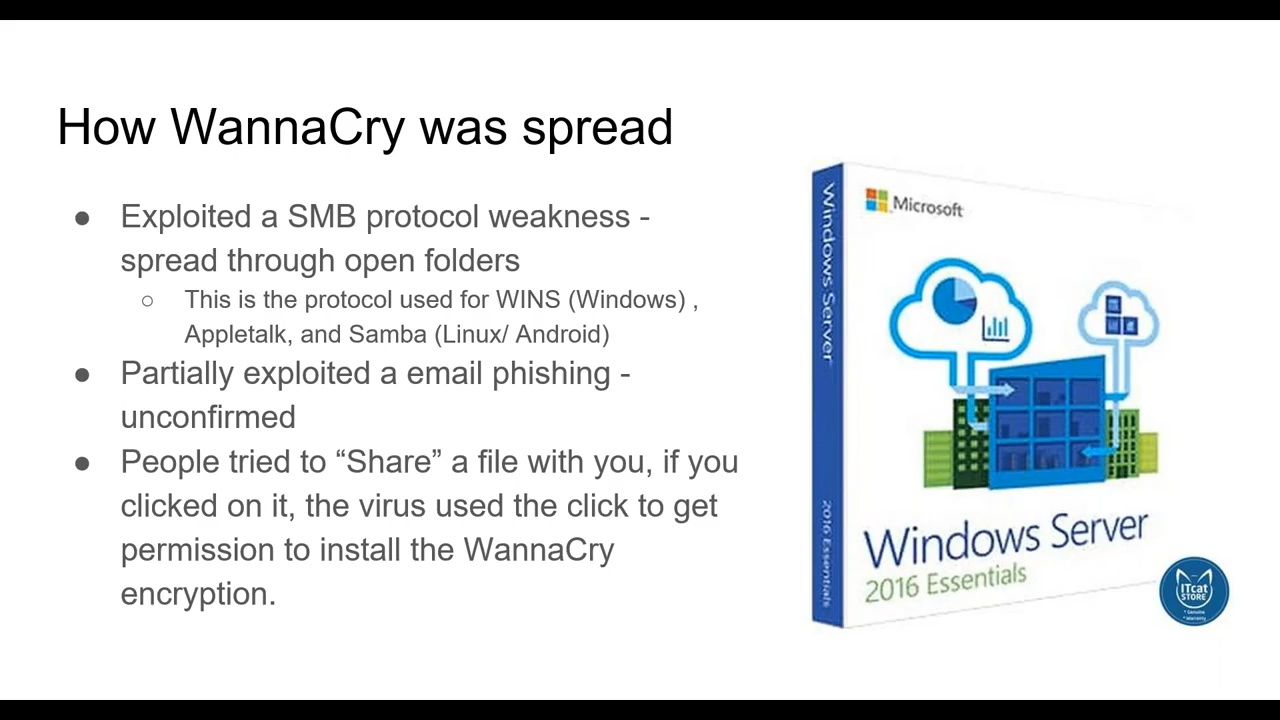 How WannaCry was spread
● Exploited a SMB protocol weakness -
spread through open folders
○ This is the protocol used for WINS (Windows) ,
Appletalk, and Samba (Linux/ Android)
● Partially exploited a email phishing -
unconfirmed
● People tried to “Share” a file with you, if you
clicked on it, the virus used the click to get
permission to install the WannaCry
encryption.
Windows Server
2016 Essentials
Microsoft
Windows Server
2016 Essentials
ITcat
STORE
* Genuine
* Warranty